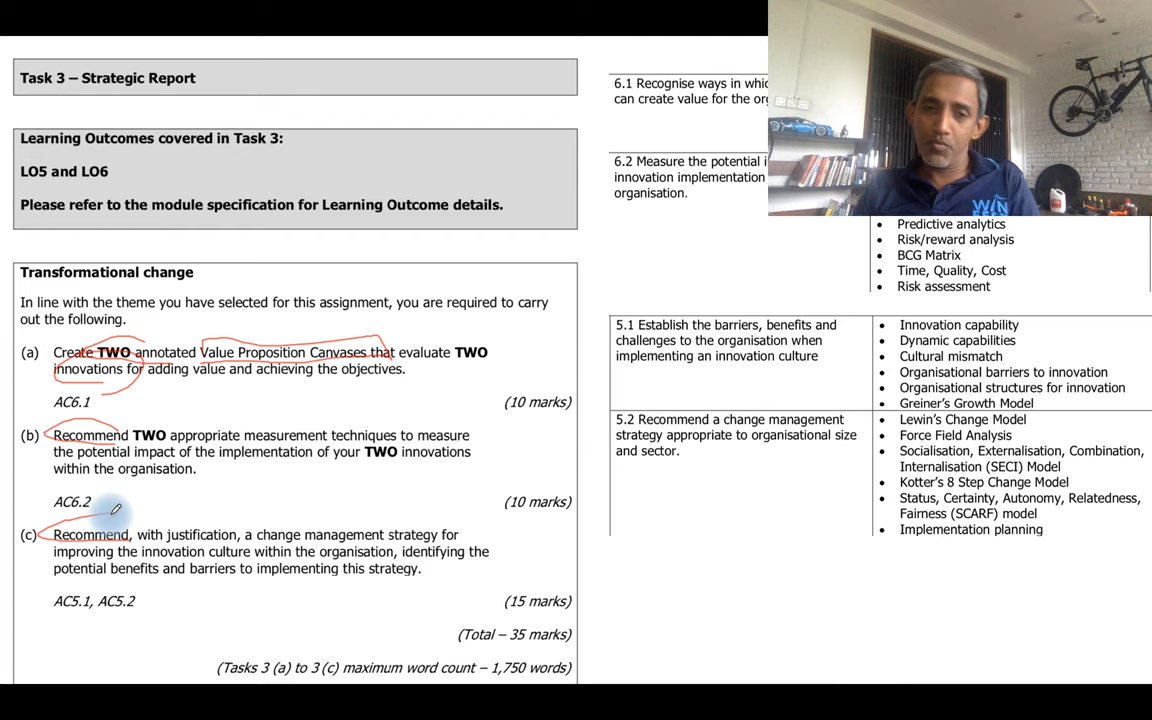 Task 3 – Strategic Report
Learning Outcomes covered in Task 3:
LO5 and LO6
Please refer to the module specification for Learning Outcome details.
Transformational change
In line with the theme you have selected for this assignment, you are required to carry
out the following.
(a) Create TWO annotated Value Proposition Canvases that evaluate TWO
innovations for adding value and achieving the objectives.
AC6.1 (10 marks)
(b) Recommend TWO appropriate measurement techniques to measure
the potential impact of the implementation of your TWO innovations
within the organisation.
AC6.2 (10 marks)
(c) Recommend, with justification, a change management strategy for
improving the innovation culture within the organisation, identifying the
potential benefits and barriers to implementing this strategy.
AC5.1, AC5.2 (15 marks)
(Total – 35 marks)
(Tasks 3 (a) to 3 (c) maximum word count – 1,750 words)
6.1 Recognise ways in
can create value for the
6.2 Measure the potential
innovation implementation
organisation.
• Predictive analytics
• Risk/reward analysis
• BCG Matrix
• Time, Quality, Cost
• Risk assessment
5.1 Establish the barriers, benefits and
challenges to the organisation when
implementing an innovation culture
• Innovation capability
• Dynamic capabilities
• Cultural mismatch
• Organisational barriers to innovation
• Organisational structures for innovation
• Greiner's Growth Model
5.2 Recommend a change management
strategy appropriate to organisational size
and sector.
• Lewin's Change Model
• Force Field Analysis
• Socialisation, Externalisation, Combination,
Internalisation (SECI) Model
• Kotter's 8 Step Change Model
• Status, Certainty, Autonomy, Relatedness,
Fairness (SCARF) model
• Implementation planning
WIN